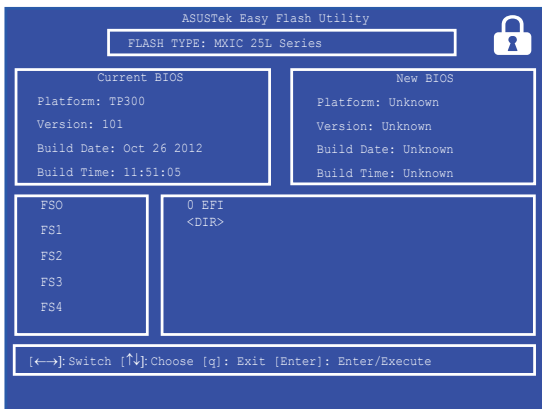 ASUSTek Easy Flash Utility
FLASH TYPE: MXIC 25L Series
Current BIOS
Platform: TP300
Version: 101
Build Date: Oct 26 2012
Build Time: 11:51:05
New BIOS
Platform: Unknown
Version: Unknown
Build Date: Unknown
Build Time: Unknown
FSO
FS1
FS2
FS3
FS4
0 EFI
<DIR>
[←→]: Switch [↑↓]: Choose [q]: Exit [Enter]: Enter/Execute